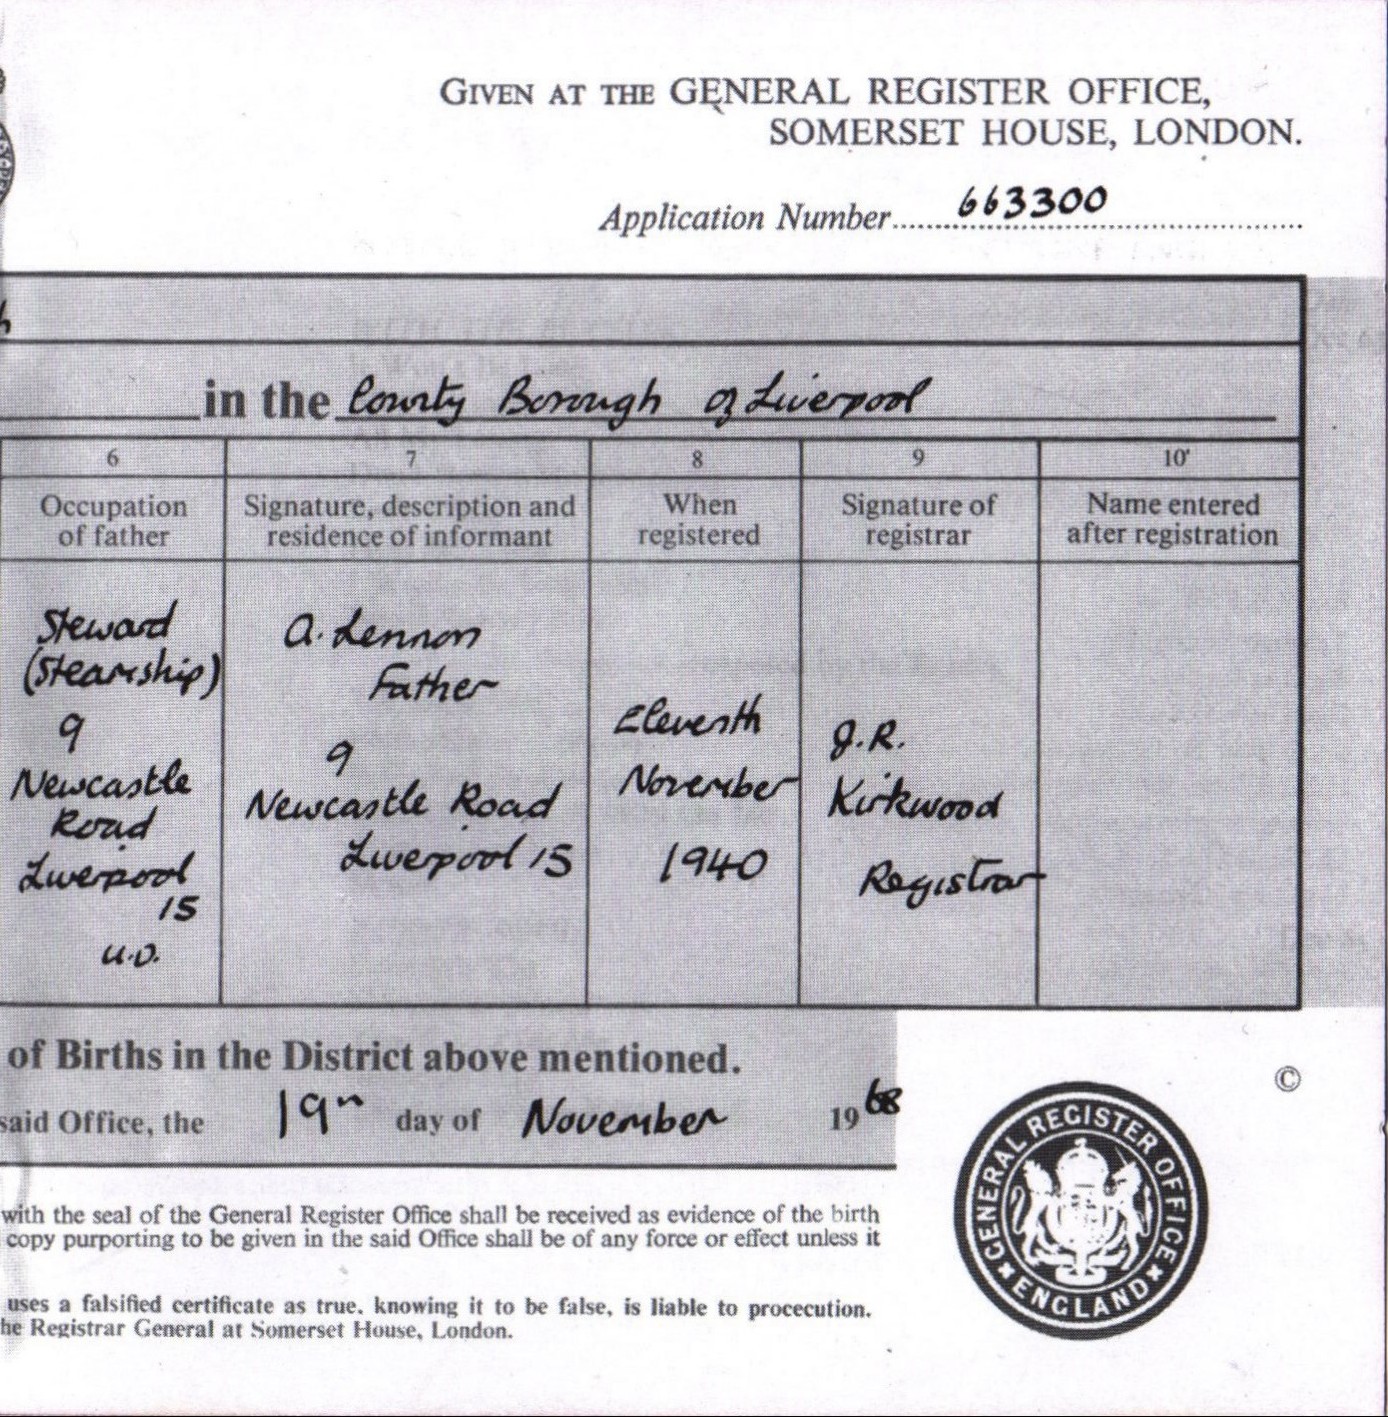 GIVEN AT THE GENERAL REGISTER OFFICE,
SOMERSET HOUSE, LONDON.
Application Number 663300
in the County Borough of Liverpool
6 7 8 9 10
Occupation of father
Signature, description and residence of informant
When registered
Signature of registrar
Name entered after registration
Steward
(Steamship)
9
Newcastle
Road
Liverpool
15
U.D.
A. Lennon
Father
9
Newcastle Road
Liverpool 15
Eleventh
November
1940
J.R.
Kirkwood
Registrar
of Births in the District above mentioned.
said Office, the 19th day of November 1968
©
with the seal of the General Register Office shall be received as evidence of the birth
copy purporting to be given in the said Office shall be of any force or effect unless it
uses a falsified certificate as true, knowing it to be false, is liable to procecution.
he Registrar General at Somerset House, London.
GENERAL REGISTER OFFICE
ENGLAND